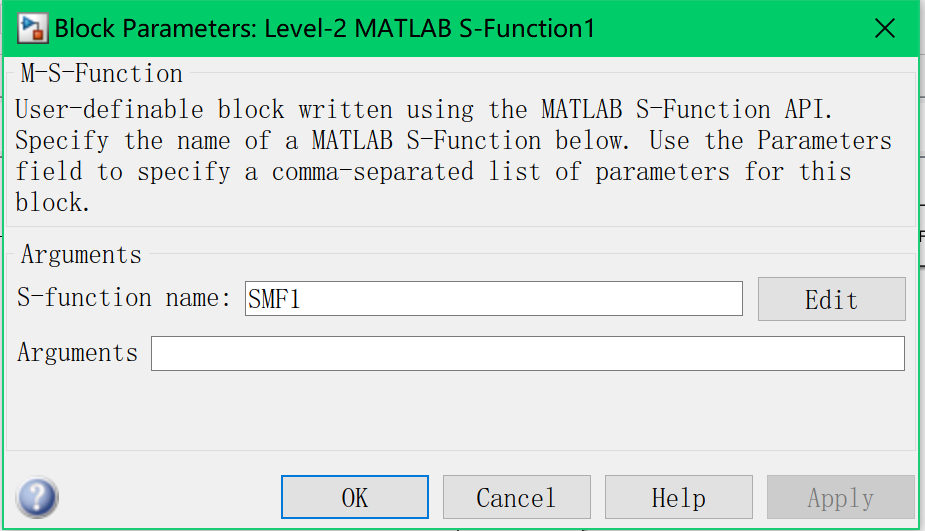 Block Parameters: Level-2 MATLAB S-Function1
M-S-Function
User-definable block written using the MATLAB S-Function API.
Specify the name of a MATLAB S-Function below. Use the Parameters
field to specify a comma-separated list of parameters for this
block.
Arguments
S-function name: SMF1 Edit
Arguments
OK Cancel Help Apply